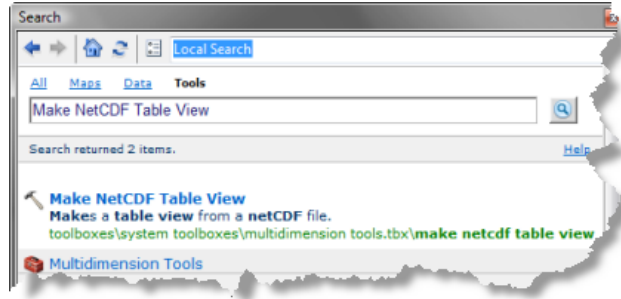 Search
Local Search
All Maps Data Tools
Make NetCDF Table View
Search returned 2 items. Help
Make NetCDF Table View
Makes a table view from a netCDF file.
toolboxes\system toolboxes\multidimension tools.tbx\make netcdf table view
Multidimension Tools